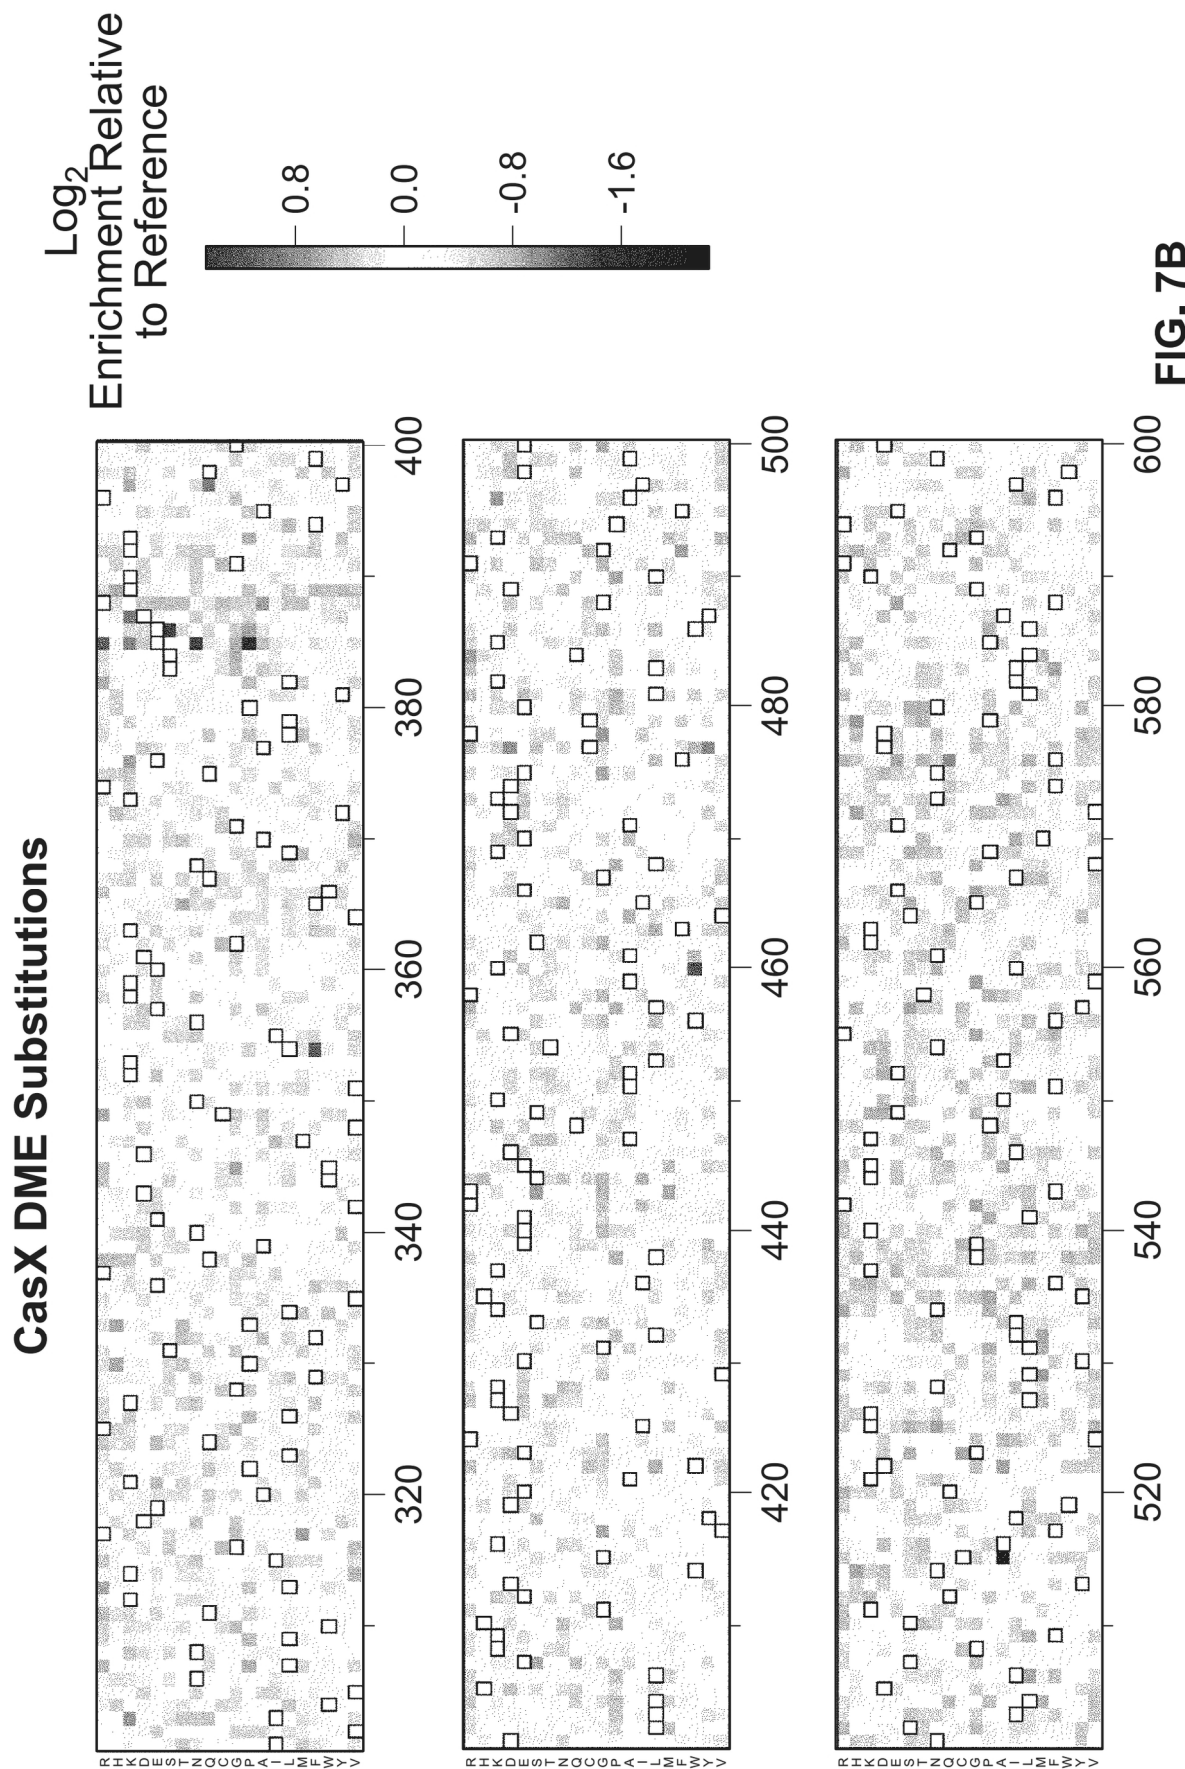 CasX DME Substitutions
Log2
Enrichment Relative
to Reference
0.8
0.0
-0.8
-1.6
R H K D E S T N Q C G P A I L M F W Y V
320 340 360 380 400
R H K D E S T N Q C G P A I L M F W Y V
420 440 460 480 500
R H K D E S T N Q C G P A I L M F W Y V
520 540 560 580 600
FIG. 7B